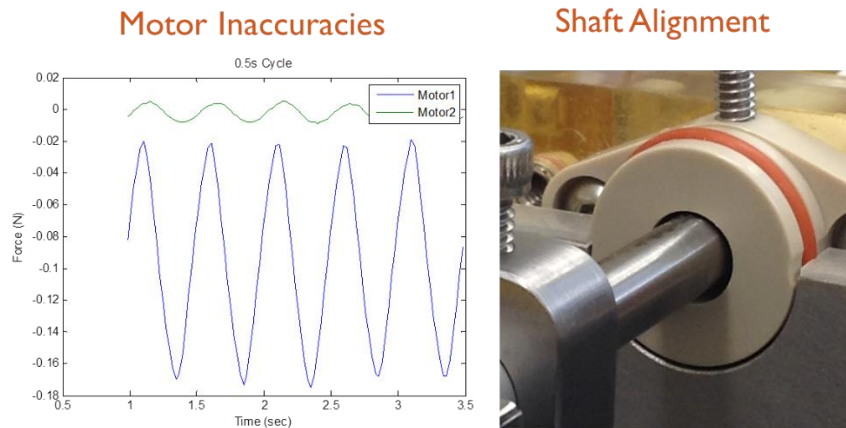 Motor Inaccuracies
Shaft Alignment
0.5s Cycle
Motor1
Motor2
Force (N)
0.02
0
-0.02
-0.04
-0.06
-0.08
-0.1
-0.12
-0.14
-0.16
-0.18
0.5
1
1.5
2
2.5
3
3.5
Time (sec)